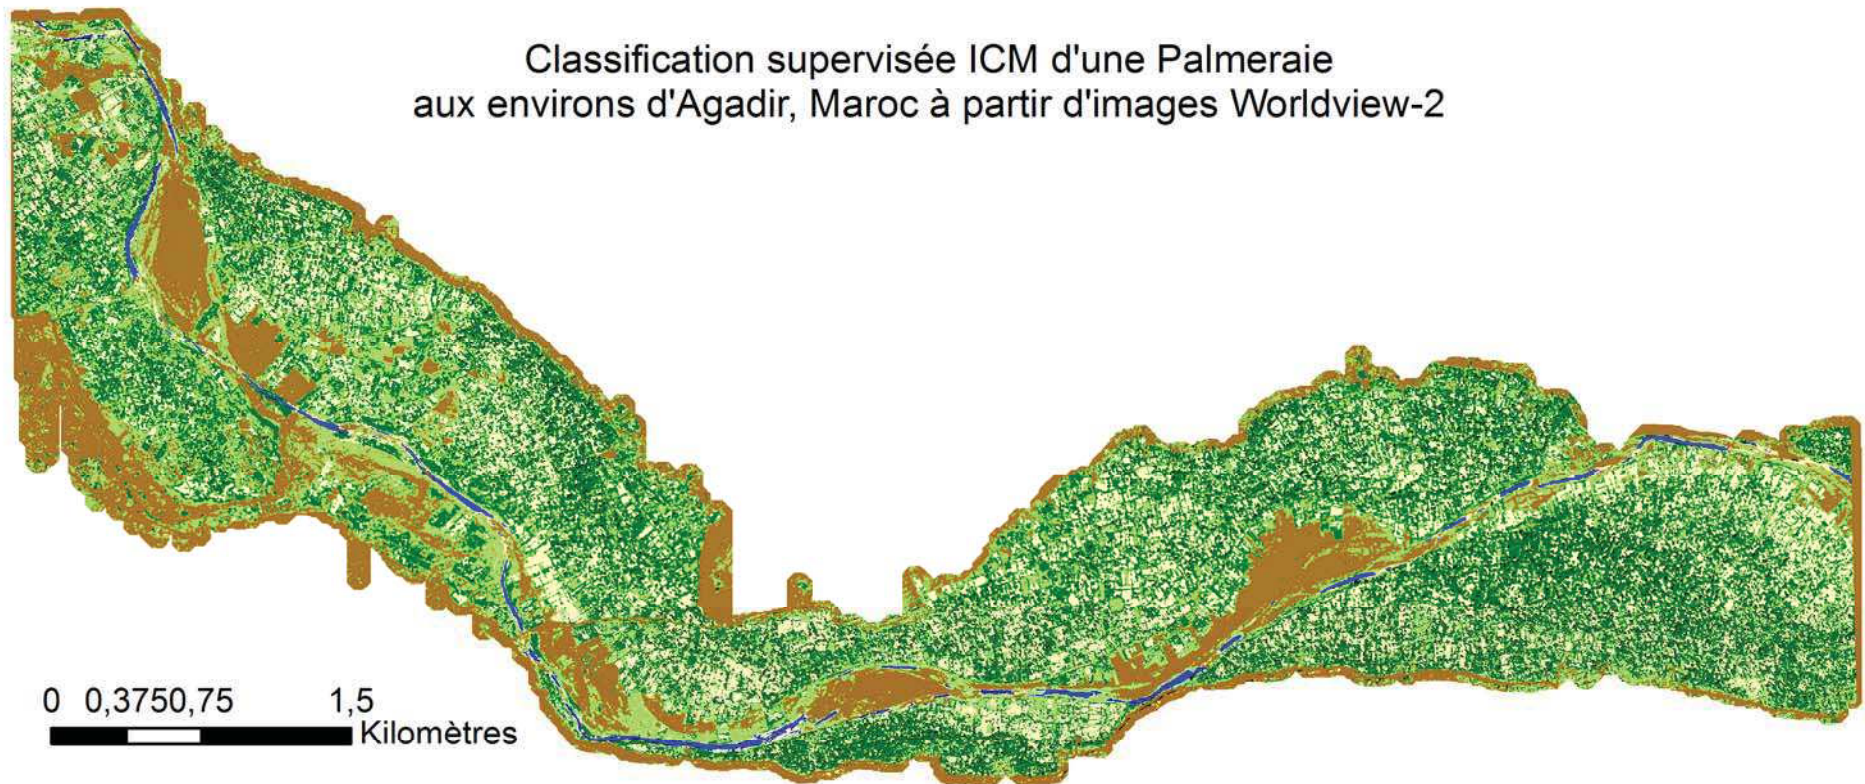 Classification supervisée ICM d'une Palmeraie
aux environs d'Agadir, Maroc à partir d'images Worldview-2
0 0,3750,75 1,5
Kilomètres